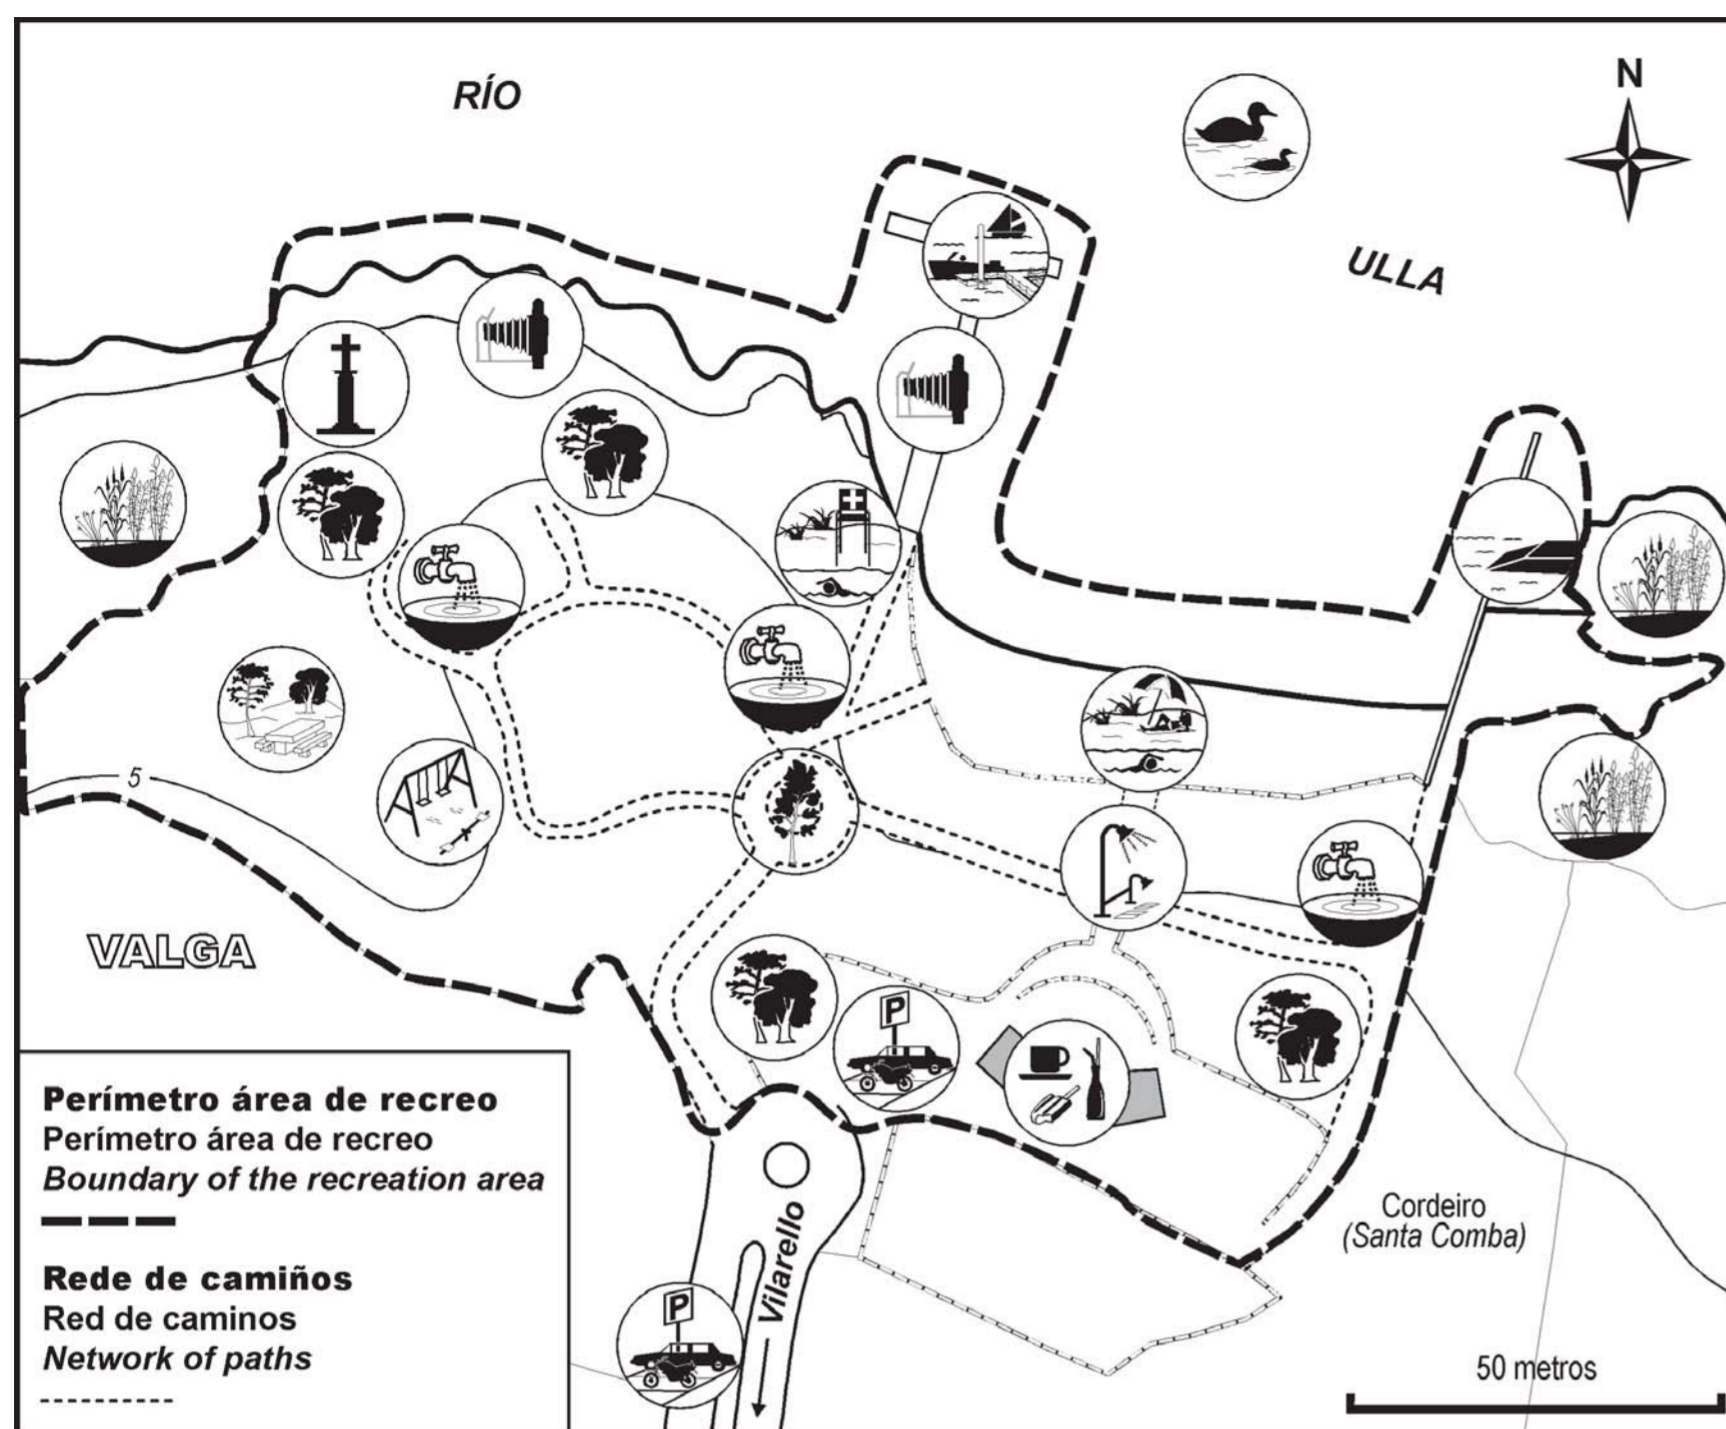 RÍO
N
ULLA
5
VALGA
P
Perímetro área de recreo
Perímetro área de recreo
Boundary of the recreation area
Rede de camiños
Red de caminos
Network of paths
Vilarello
P
Cordeiro
(Santa Comba)
50 metros